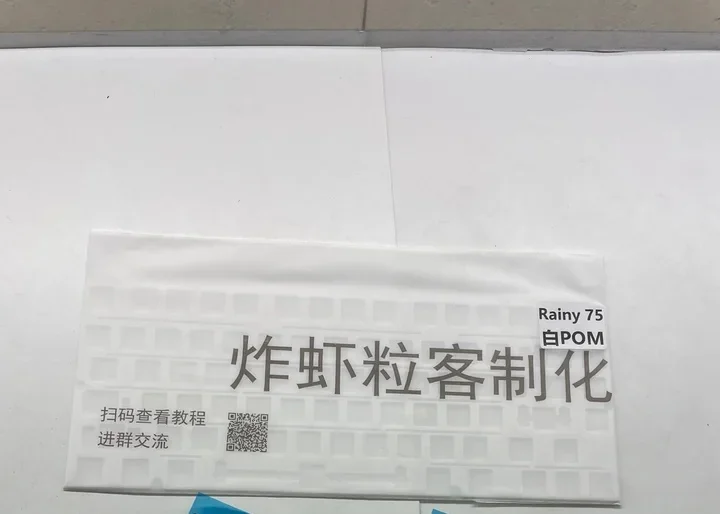 Rainy 75
白POM
炸虾粒客制化
扫码查看教程
进群交流